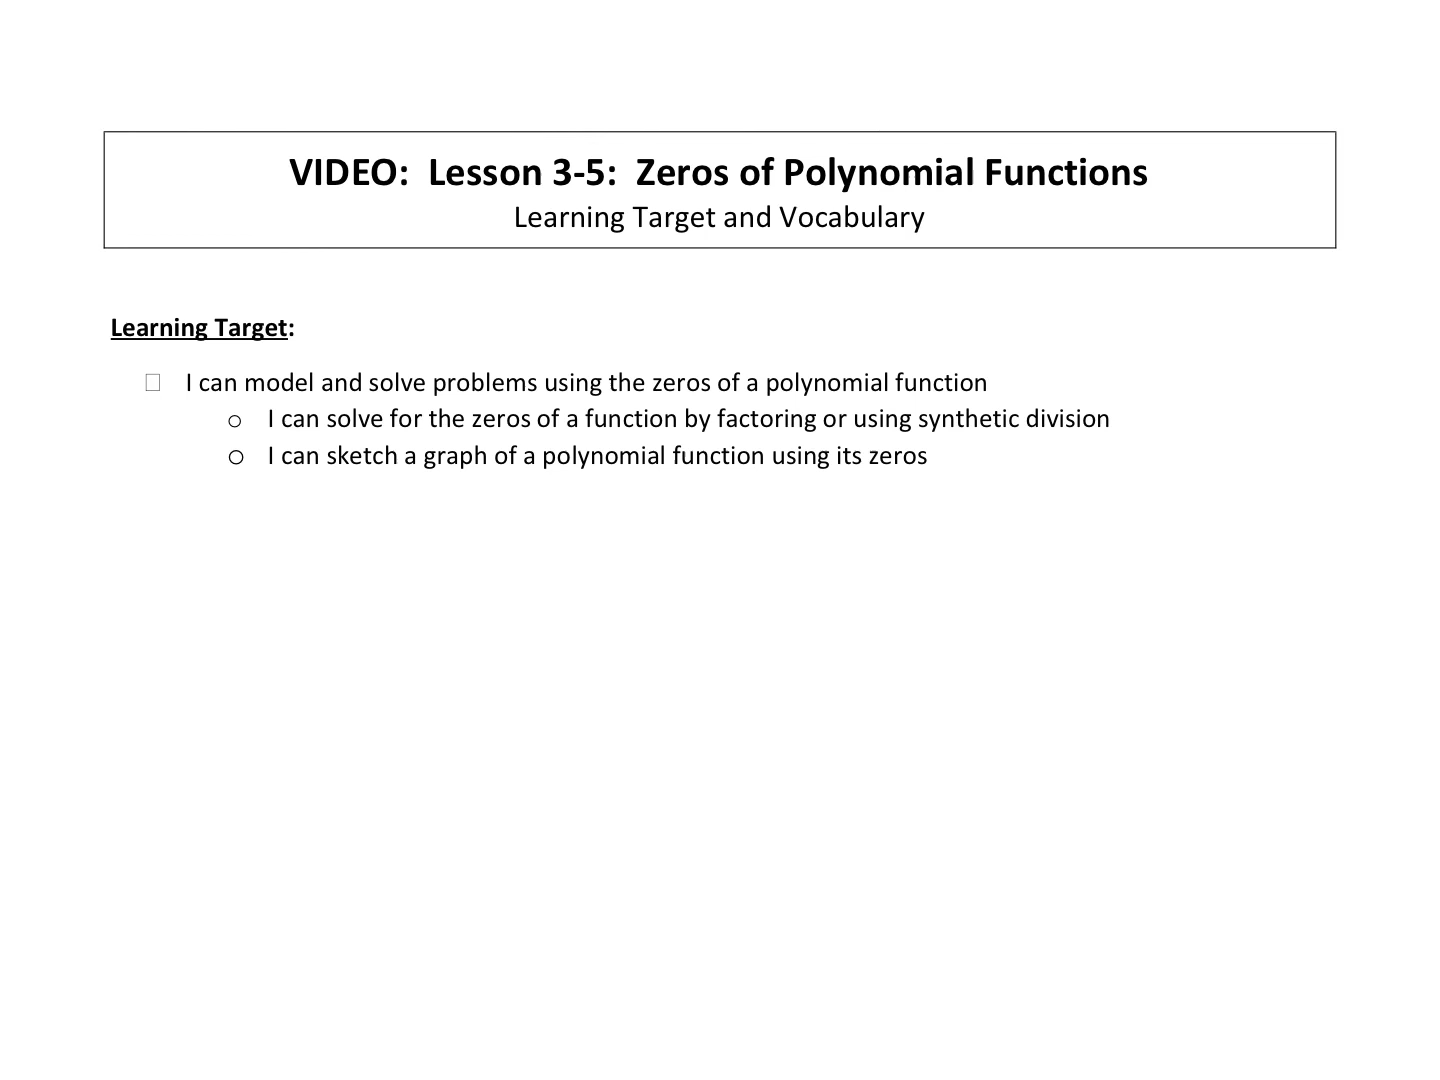 VIDEO:  Lesson 3-5:  Zeros of Polynomial Functions
Learning Target and Vocabulary
Learning Target:
I can model and solve problems using the zeros of a polynomial function
o I can solve for the zeros of a function by factoring or using synthetic division
o I can sketch a graph of a polynomial function using its zeros